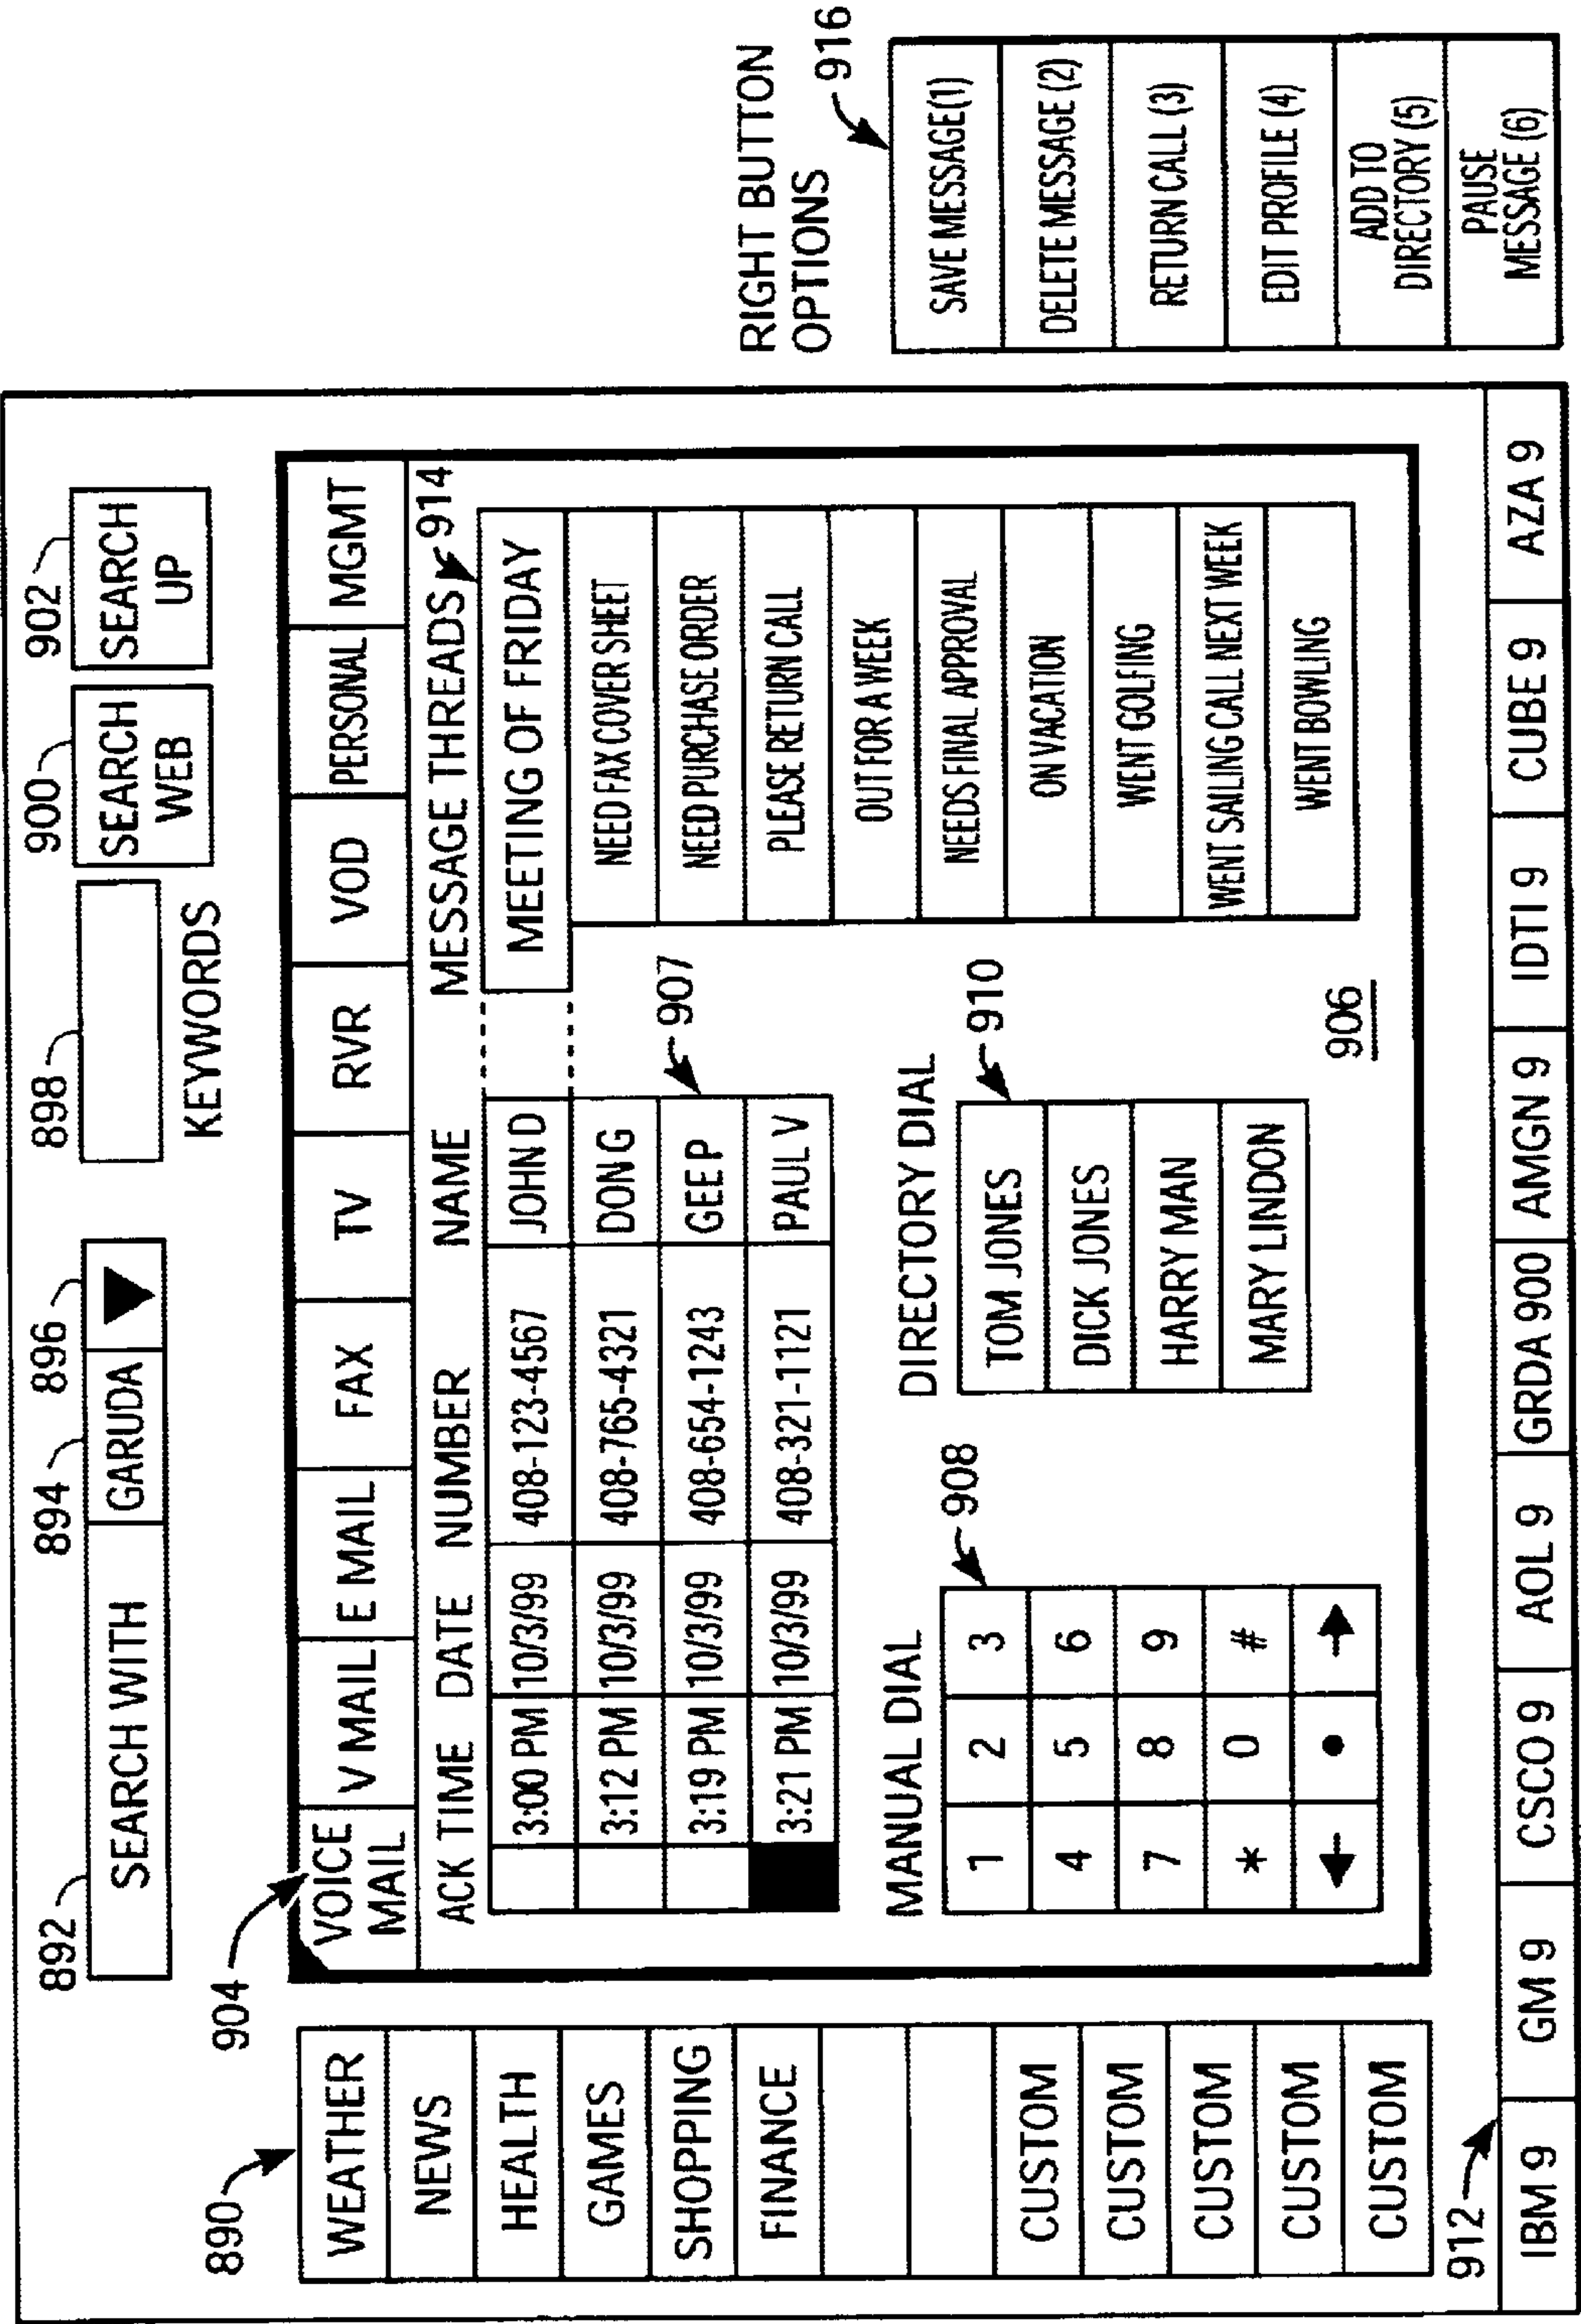 892
894
896
898
900
902
SEARCH WITH
GARUDA
SEARCH
WEB
SEARCH
UP
KEYWORDS
904
890
WEATHER
NEWS
HEALTH
GAMES
SHOPPING
FINANCE
CUSTOM
CUSTOM
CUSTOM
CUSTOM
CUSTOM
VOICE
MAIL
V MAIL
E MAIL
FAX
TV
RVR
VOD
PERSONAL
MGMT
ACK TIME DATE NUMBER NAME MESSAGE THREADS 914
3:00 PM 10/3/99 408-123-4567 JOHN D
3:12 PM 10/3/99 408-765-4321 DON G
3:19 PM 10/3/99 408-654-1243 GEE P
3:21 PM 10/3/99 408-321-1121 PAUL V
907
MEETING OF FRIDAY
NEED FAX COVER SHEET
NEED PURCHASE ORDER
PLEASE RETURN CALL
OUT FOR A WEEK
NEEDS FINAL APPROVAL
ON VACATION
WENT GOLFING
WENT SAILING CALL NEXT WEEK
WENT BOWLING
MANUAL DIAL
908
1 2 3
4 5 6
7 8 9
* 0 #
← • →
DIRECTORY DIAL
910
TOM JONES
DICK JONES
HARRY MAN
MARY LINDON
906
912
IBM 9
GM 9
CSCO 9
AOL 9
GRDA 900
AMGN 9
IDTI 9
CUBE 9
AZA 9
RIGHT BUTTON
OPTIONS
916
SAVE MESSAGE(1)
DELETE MESSAGE (2)
RETURN CALL (3)
EDIT PROFILE (4)
ADD TO
DIRECTORY (5)
PAUSE
MESSAGE (6)